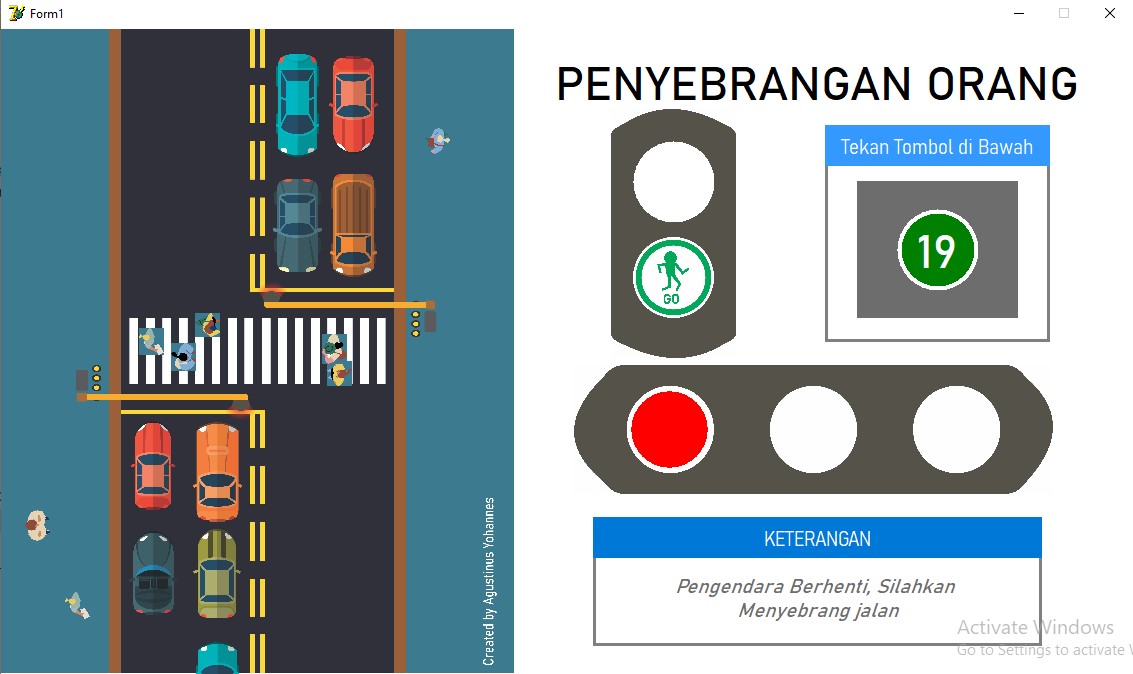 Form1
PENYEBRANGAN ORANG
Tekan Tombol di Bawah
19
GO
KETERANGAN
Pengendara Berhenti, Silahkan
Menyebrang jalan
Created by Agustinus Yohannes
Activate Windows
Go to Settings to activate W